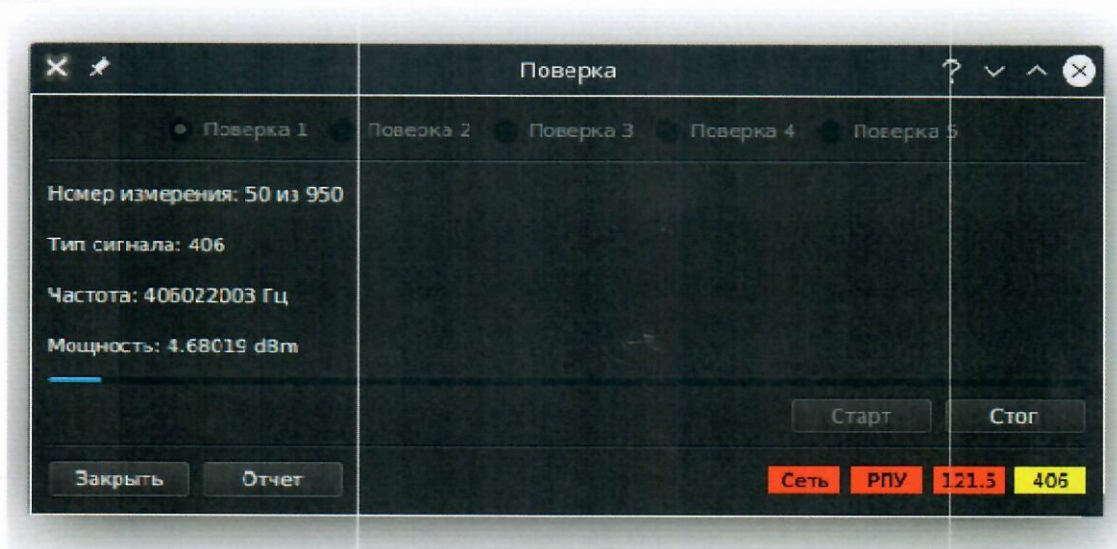 Поверка ?
Поверка 1 Поверка 2 Поверка 3 Поверка 4 Поверка 5
Номер измерения: 50 из 950
Тип сигнала: 406
Частота: 406022003 Гц
Мощность: 4.68019 dBm
Старт Стоп
Закрыть Отчет Сеть РПУ 121.5 406